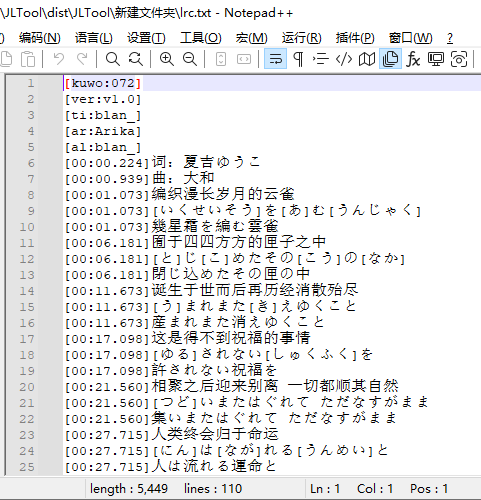 \JLTool\dist\JLTool\新建文件夹\lrc.txt - Notepad++
编码(N) 语言(L) 设置(T) 工具(O) 宏(M) 运行(R) 插件(P) 窗口(W) ?
1 [kuwo:072]
2 [ver:v1.0]
3 [ti:blan_]
4 [ar:Arika]
5 [al:blan_]
6 [00:00.224]词：夏吉ゆうこ
7 [00:00.939]曲：大和
8 [00:01.073]编织漫长岁月的云雀
9 [00:01.073][いくせいそう]を[あ]む[うんじゃく]
10 [00:01.073]幾星霜を編む雲雀
11 [00:06.181]囿于四四方方的匣子之中
12 [00:06.181][と]じ[こ]めたその[こう]の[なか]
13 [00:06.181]閉じ込めたその匣の中
14 [00:11.673]诞生于世而后再历经消散殆尽
15 [00:11.673][う]まれまた[き]えゆくこと
16 [00:11.673]産まれまた消えゆくこと
17 [00:17.098]这是得不到祝福的事情
18 [00:17.098][ゆる]されない[しゅくふく]を
19 [00:17.098]許されない祝福を
20 [00:21.560]相聚之后迎来别离 一切都顺其自然
21 [00:21.560][つど]いまたはぐれて ただなすがまま
22 [00:21.560]集いまたはぐれて ただなすがまま
23 [00:27.715]人类终会归于命运
24 [00:27.715][にん]は[なが]れる[うんめい]と
25 [00:27.715]人は流れる運命と
length : 5,449 lines : 110 Ln : 1 Col : 1 Pos : 1